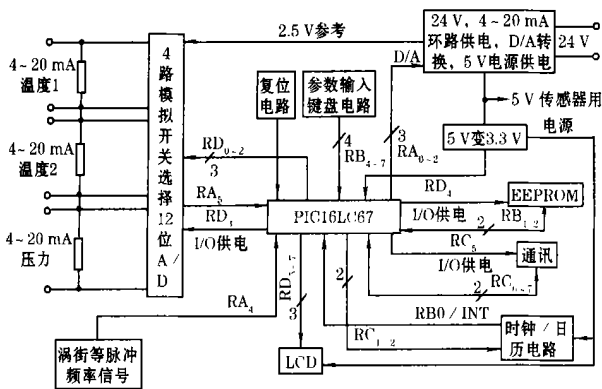 2.5 V参考
24 V，4~20 mA
环路供电，D/A转
换，5 V电源供电
24 V
D/A
4~20 mA
温度1
4~20 mA
温度2
4~20 mA
压力
4
路
模
拟
开
关
选
择
12
位
A
/
D
复位
电路
参数输入
键盘电路
4
RB4~7
3
RA0~2
5 V 传感器用
电源
5 V变3.3 V
RD0~2
3
RA5
RD3
I/O供电
PIC16LC67
RD4
I/O供电
EEPROM
2
RB1~2
RC5
I/O供电
通讯
2
RC6~7
RA4
3
2
RC1~2
RB0 / INT
涡街等脉冲
频率信号
LCD
时钟 / 日
历电路